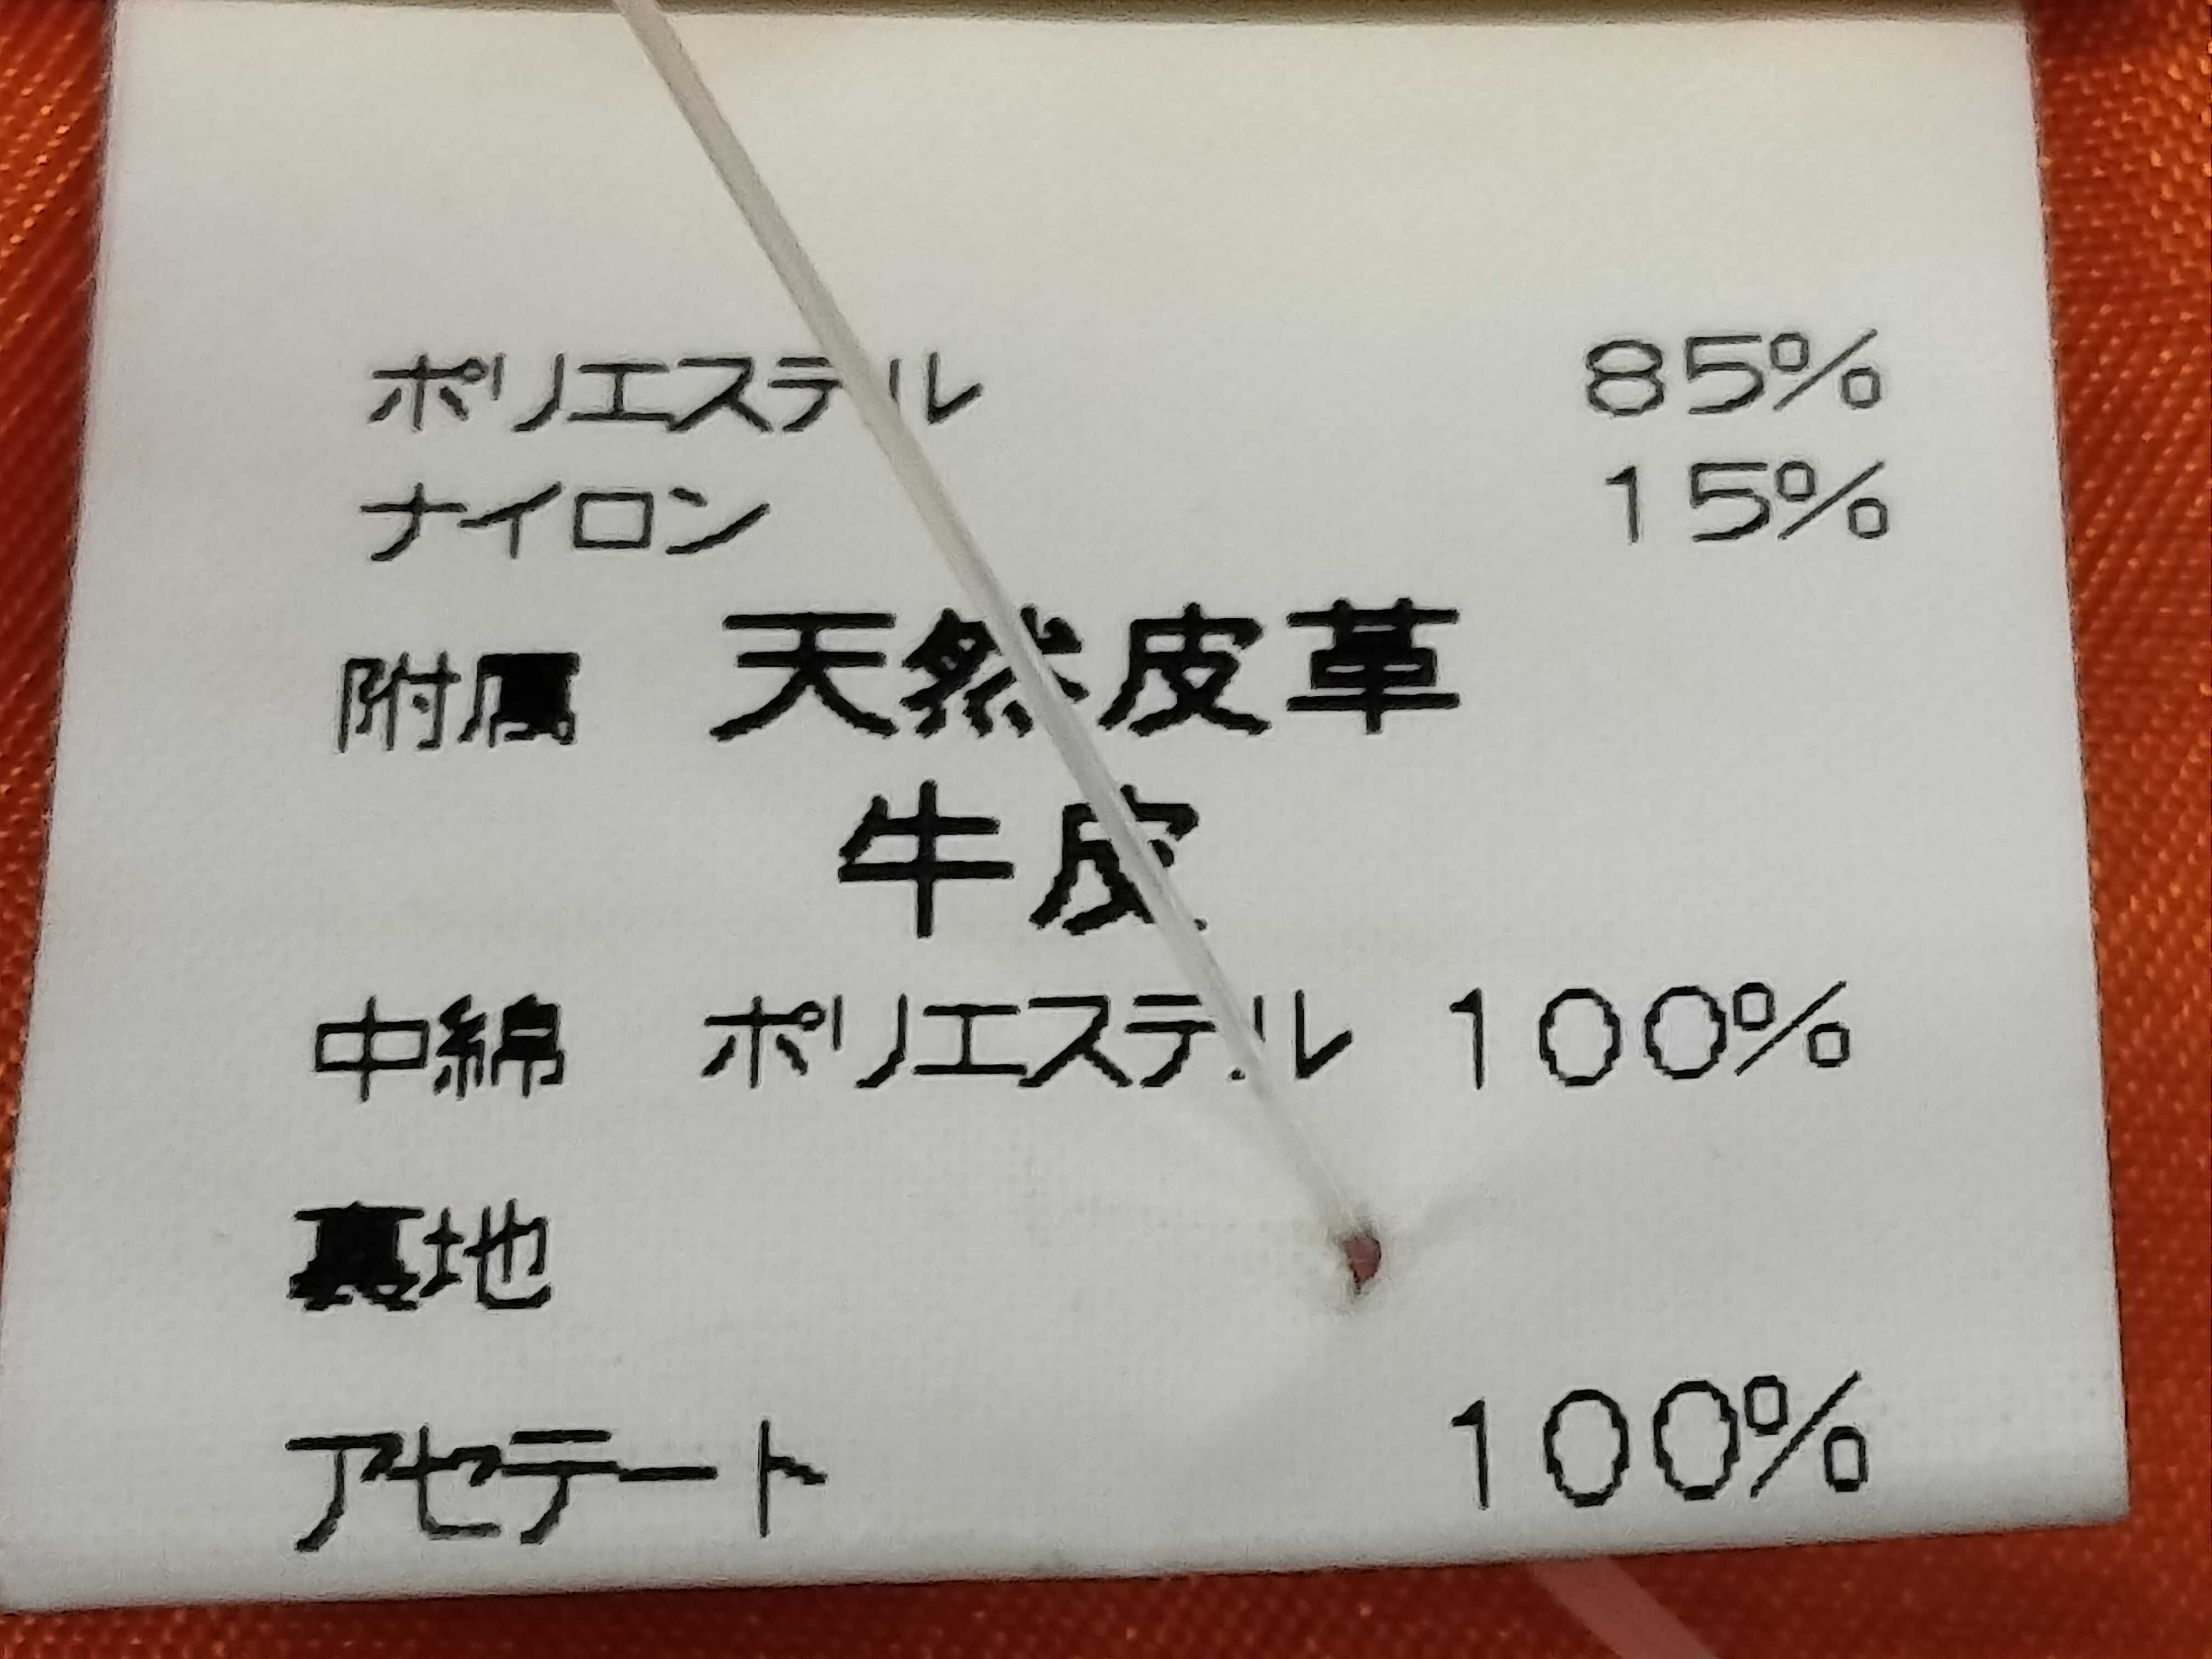 ポリエステル 85%
ナイロン 15%
附属 天然皮革
牛皮
中綿 ポリエステル 100%
裏地
アセテート 100%